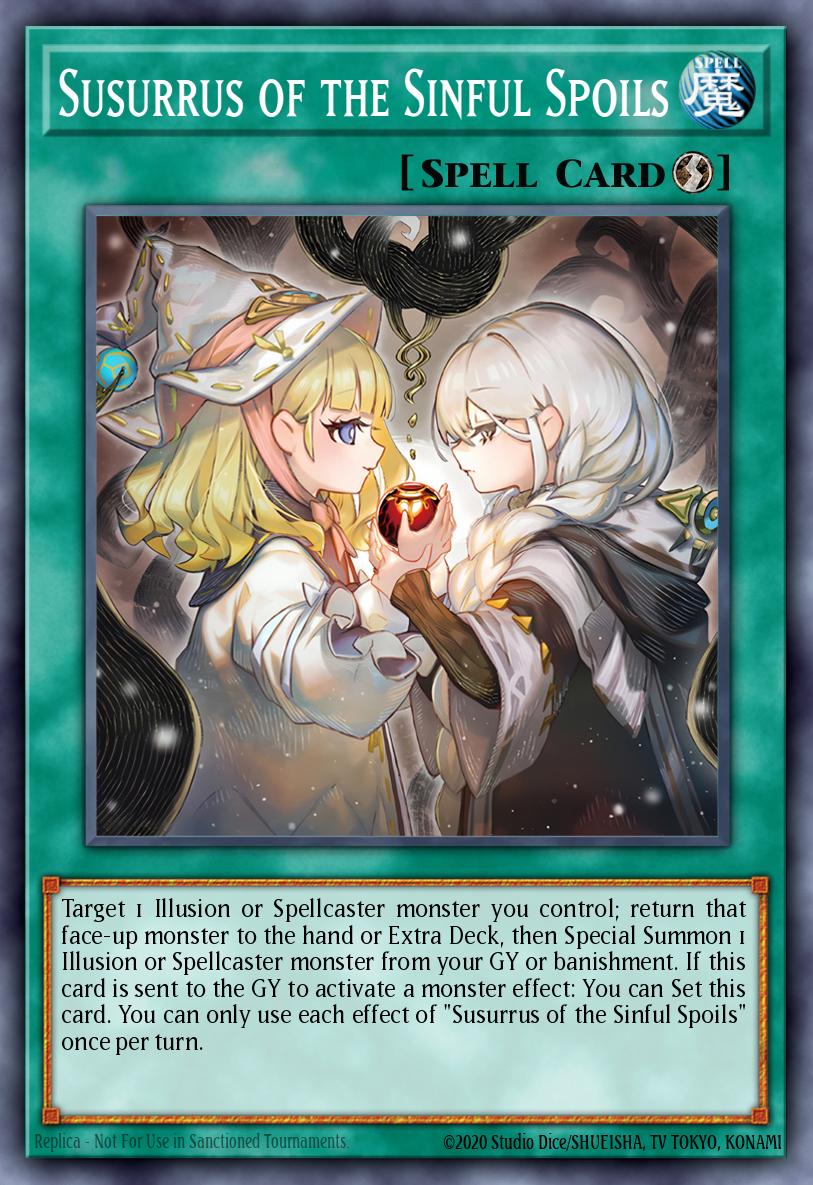 Susurrus of the Sinful Spoils
SPELL
魔
[Spell Card]
Target 1 Illusion or Spellcaster monster you control; return that
face-up monster to the hand or Extra Deck, then Special Summon 1
Illusion or Spellcaster monster from your GY or banishment. If this
card is sent to the GY to activate a monster effect: You can Set this
card. You can only use each effect of "Susurrus of the Sinful Spoils"
once per turn.
Replica - Not For Use in Sanctioned Tournaments.
©2020 Studio Dice/SHUEISHA, TV TOKYO, KONAMI